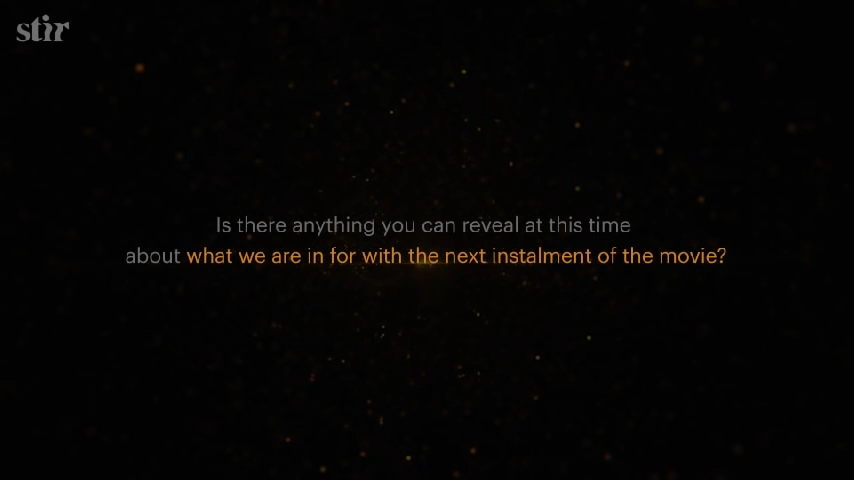 stir
Is there anything you can reveal at this time
about what we are in for with the next instalment of the movie?